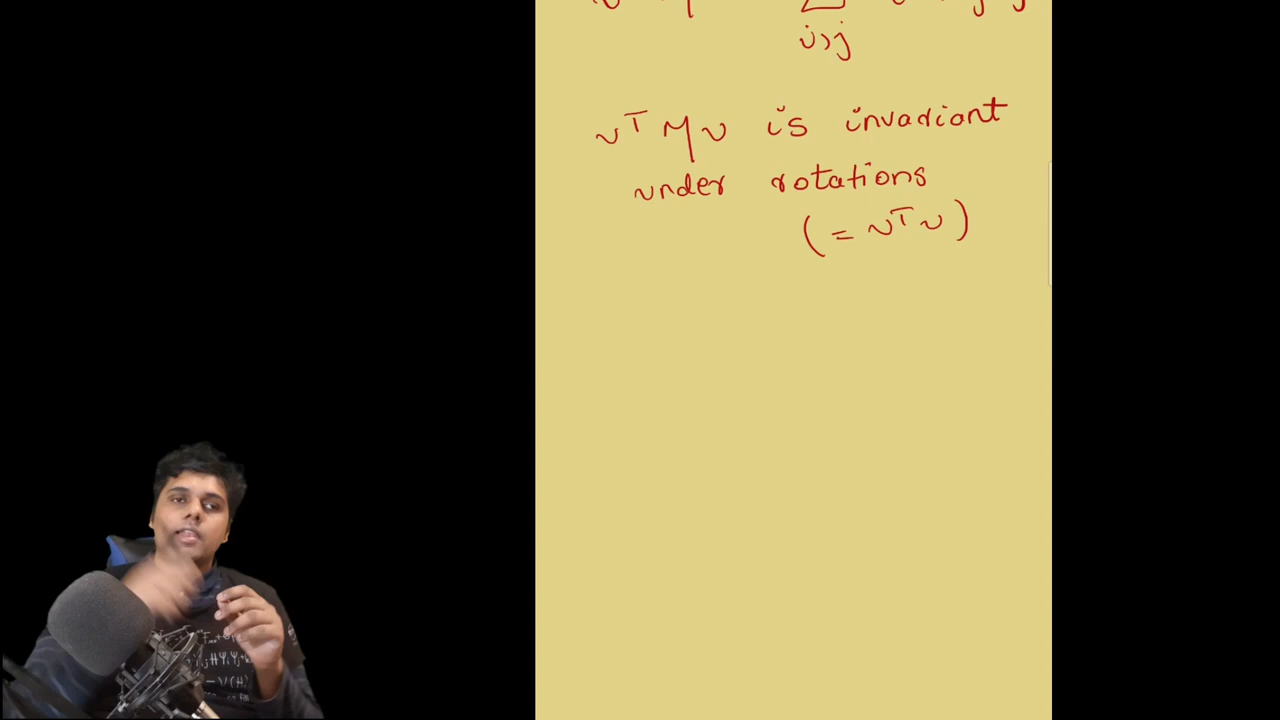 i>j
v^T η v is invariant
under rotations
(= v^T v)